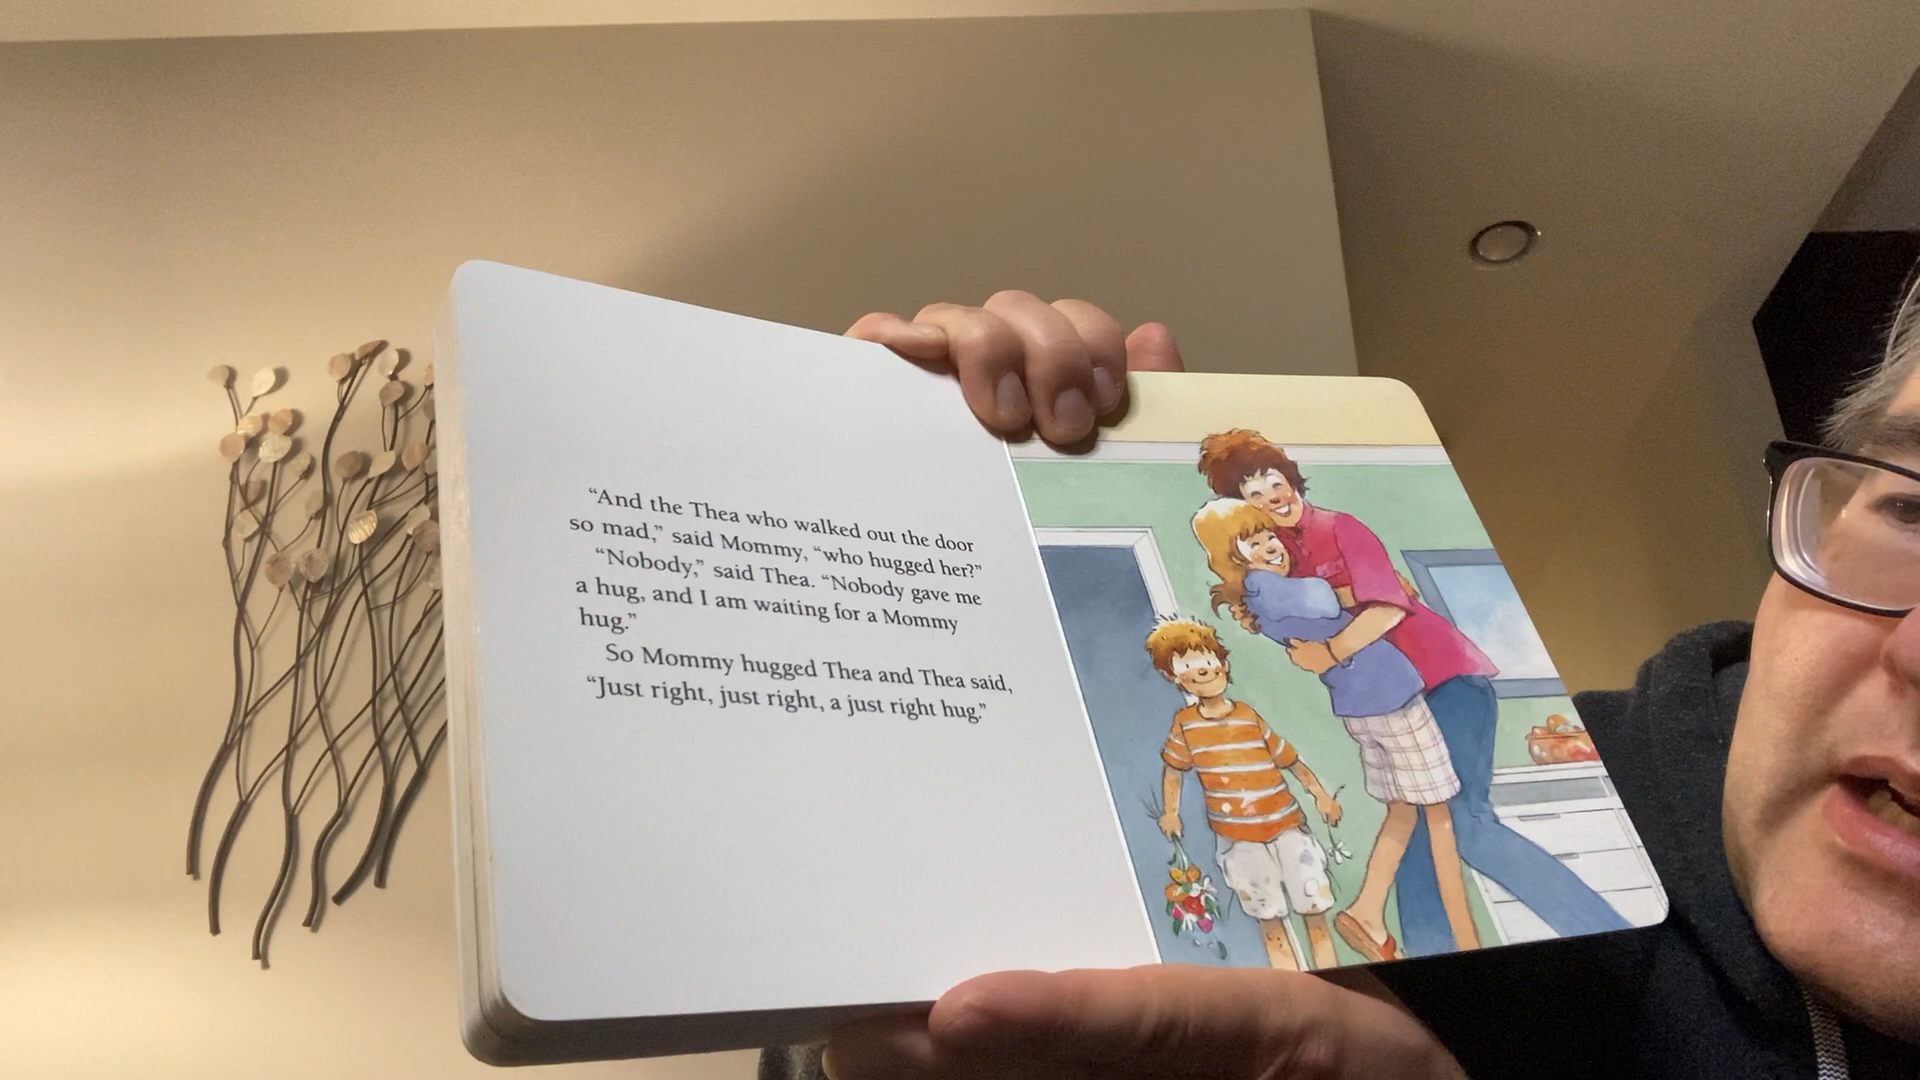 “And the Thea who walked out the door
so mad,” said Mommy, “who hugged her?”
“Nobody,” said Thea. “Nobody gave me
a hug, and I am waiting for a Mommy
hug.”
So Mommy hugged Thea and Thea said,
“Just right, just right, a just right hug.”